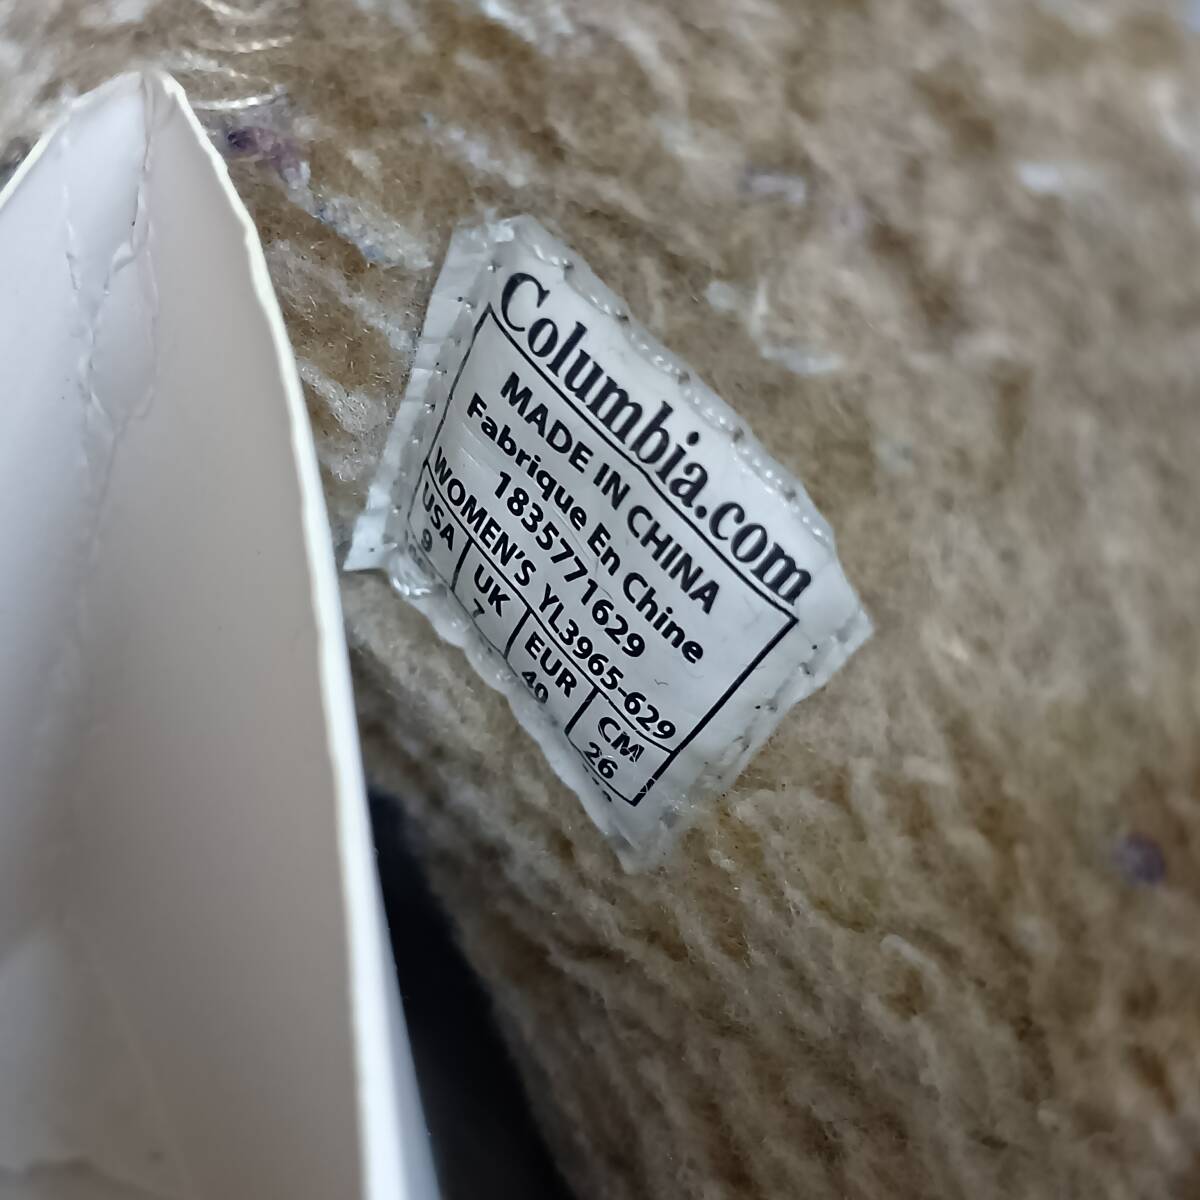 Columbia.com
MADE IN CHINA
Fabrique En Chine
1835771629
WOMEN'S YL3965-629
USA UK EUR CM
9 7 40 26